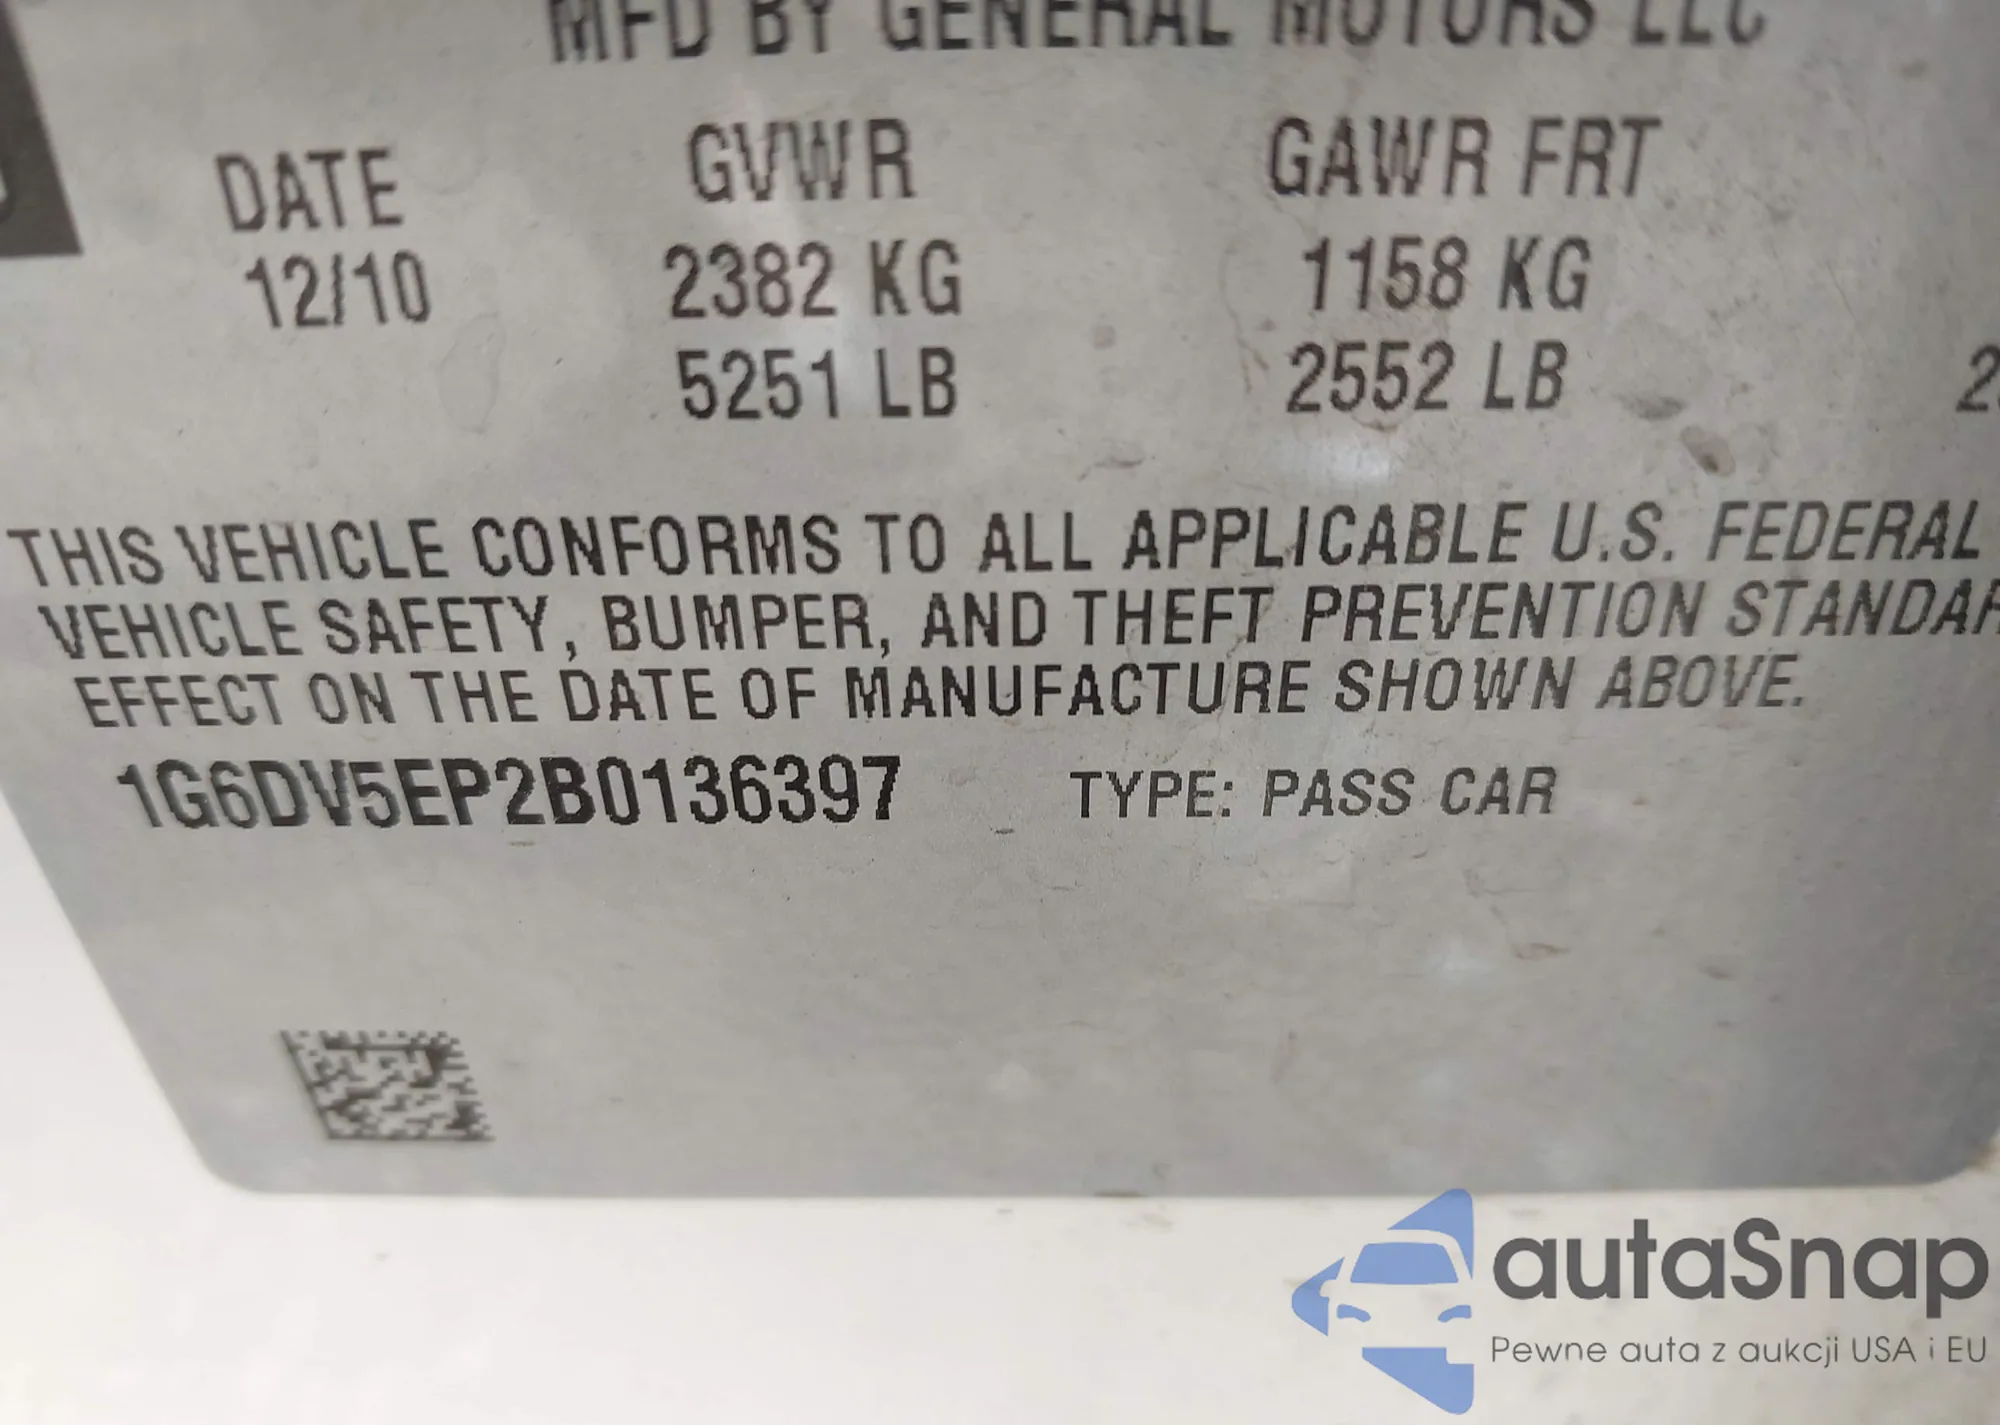 MFD BY GENERAL MOTORS LLC
DATE GVWR GAWR FRT
12/10 2382 KG 1158 KG
5251 LB 2552 LB
THIS VEHICLE CONFORMS TO ALL APPLICABLE U.S. FEDERAL
VEHICLE SAFETY, BUMPER, AND THEFT PREVENTION
EFFECT ON THE DATE OF MANUFACTURE SHOWN ABOVE.
1G6DV5EP2B0136397 TYPE: PASS CAR
autaSnap
Pewne auta z aukcji USA i EU